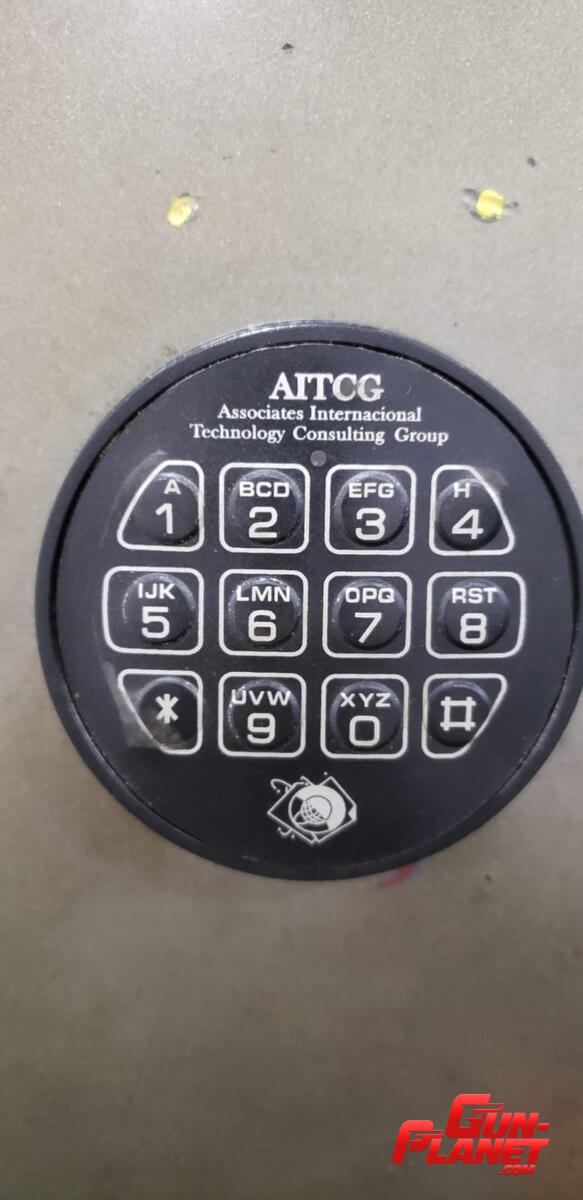 AITCG
Associates Internacional
Technology Consulting Group
A BCD EFG H
1 2 3 4
IJK LMN OPQ RST
5 6 7 8
UVW XYZ
* 9 0 #
GUN-
PLANET
.COM